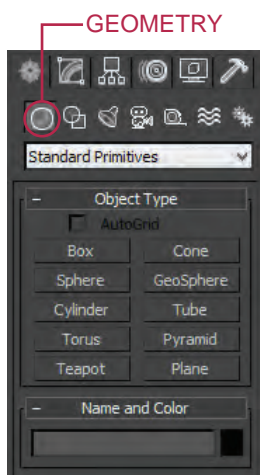 GEOMETRY
Standard Primitives
- Object Type
AutoGrid
Box Cone
Sphere GeoSphere
Cylinder Tube
Torus Pyramid
Teapot Plane
- Name and Color